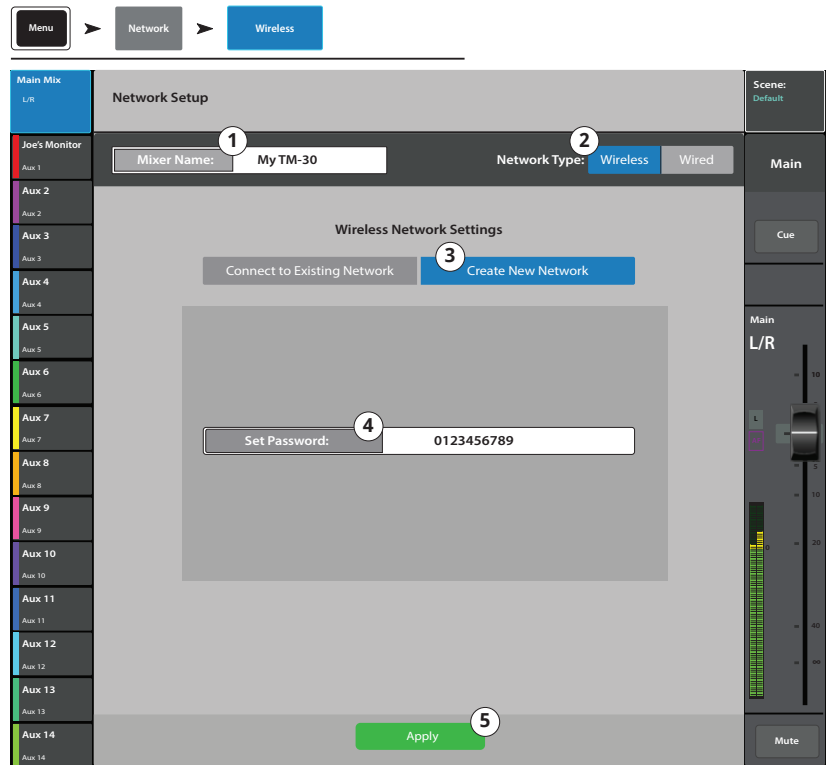 Menu
Network
Wireless
Main Mix
L/R
Network Setup
Scene:
Default
1
Mixer Name:
My TM-30
2
Network Type:
Wireless
Wired
Main
Joe's Monitor
Aux 1
Aux 2
Aux 2
Aux 3
Aux 3
Aux 4
Aux 4
Aux 5
Aux 5
Aux 6
Aux 6
Aux 7
Aux 7
Aux 8
Aux 8
Aux 9
Aux 9
Aux 10
Aux 10
Aux 11
Aux 11
Aux 12
Aux 12
Aux 13
Aux 13
Aux 14
Aux 14
Wireless Network Settings
3
Connect to Existing Network
Create New Network
4
Set Password:
0123456789
5
Apply
Cue
Main
L/R
10
L
5
10
20
0
40
∞
Mute